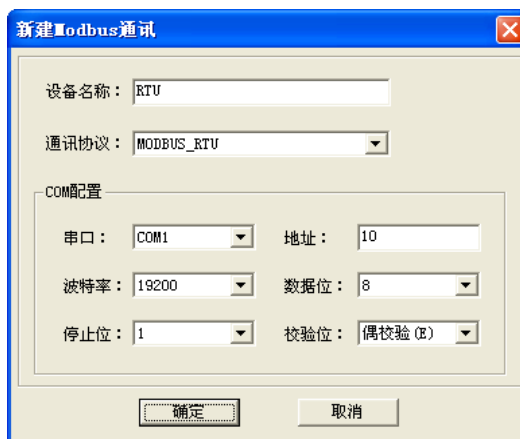 新建Modbus通讯
设备名称： RTU
通讯协议： MODBUS_RTU
COM配置
串口： COM1 地址： 10
波特率： 19200 数据位： 8
停止位： 1 校验位： 偶校验(E)
确定 取消